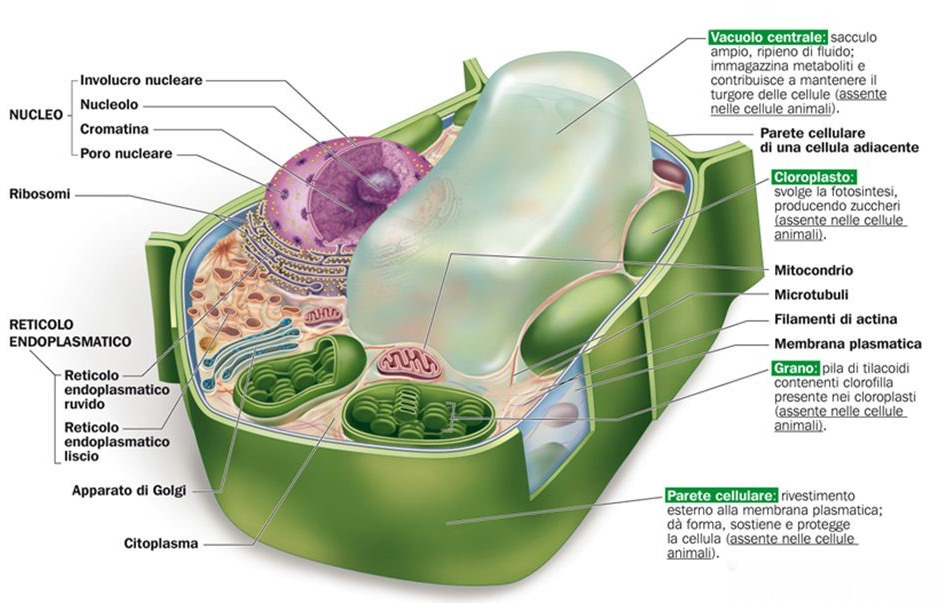 Involucro nucleare
NUCLEO
Nucleolo
Cromatina
Poro nucleare
Ribosomi
RETICOLO
ENDOPLASMATICO
Reticolo
endoplasmatico
ruvido
Reticolo
endoplasmatico
liscio
Apparato di Golgi
Citoplasma
Vacuolo centrale: sacculo
ampio, ripieno di fluido;
immagazzina metaboliti e
contribuisce a mantenere il
turgore delle cellule (assente
nelle cellule animali).
Parete cellulare
di una cellula adiacente
Cloroplasto:
svolge la fotosintesi,
producendo zuccheri
(assente nelle cellule
animali).
Mitocondrio
Microtubuli
Filamenti di actina
Membrana plasmatica
Grano: pila di tilacoidi
contenenti clorofilla
presente nei cloroplasti
(assente nelle cellule
animali).
Parete cellulare: rivestimento
esterno alla membrana plasmatica;
dà forma, sostiene e protegge
la cellula (assente nelle cellule
animali).